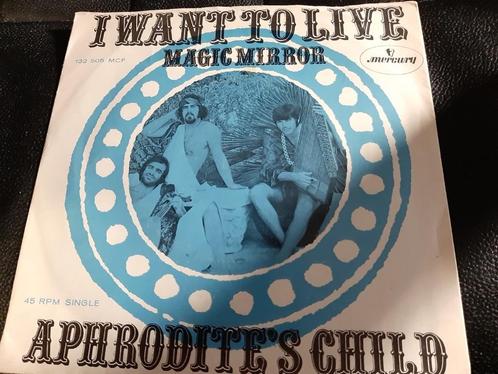 I WANT TO LIVE
MAGIC MIRROR
132 505 MCF
mercury
45 RPM SINGLE
APHRODITE'S CHILD